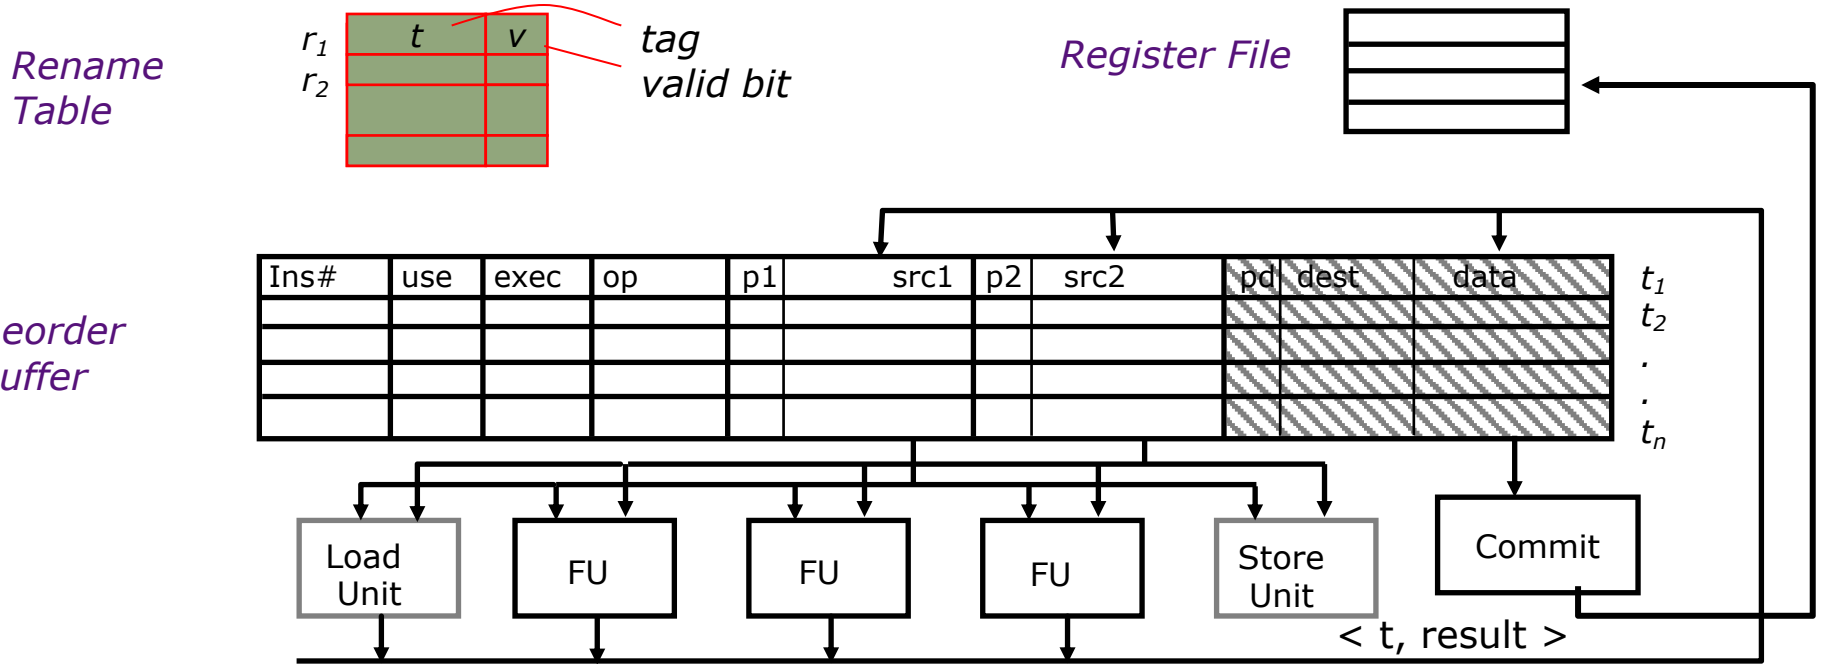 Rename
Table
r1
r2
t
v
tag
valid bit
Register File
eorder
uffer
Ins#
use
exec
op
p1
src1
p2
src2
pd
dest
data
t1
t2
.
.
tn
Load
Unit
FU
FU
FU
Store
Unit
Commit
< t, result >